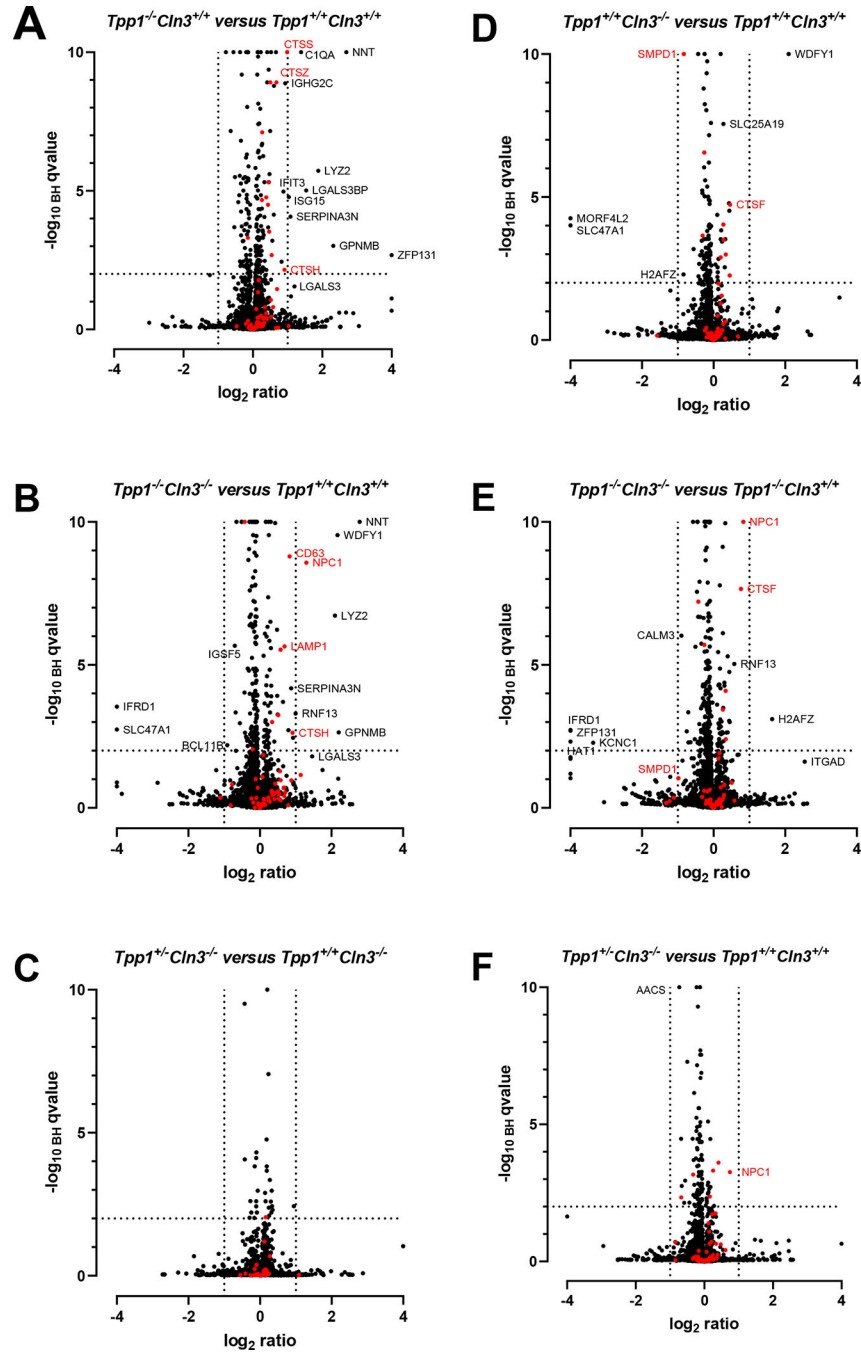 A
Tpp1-/-Cln3+/+ versus Tpp1+/+Cln3+/+
-log10 BH qvalue
10
5
0
CTSS
C1QA
NNT
CTSZ
IGHG2C
LYZ2
IFIT3
LGALS3BP
ISG15
SERPINA3N
GPNMB
ZFP131
CTSH
LGALS3
-4 -2 0 2 4
log2 ratio
D
Tpp1+/+Cln3-/- versus Tpp1+/+Cln3+/+
-log10 BH qvalue
10
5
0
SMPD1
WDFY1
SLC25A19
CTSF
MORF4L2
SLC47A1
H2AFZ
-4 -2 0 2 4
log2 ratio
B
Tpp1-/-Cln3-/- versus Tpp1+/+Cln3+/+
-log10 BH qvalue
10
5
0
NNT
WDFY1
CD63
NPC1
LYZ2
LAMP1
IGSF5
SERPINA3N
IFRD1
RNF13
SLC47A1
CTSH
GPNMB
BCL11B
LGALS3
-4 -2 0 2 4
log2 ratio
E
Tpp1-/-Cln3-/- versus Tpp1-/-Cln3+/+
-log10 BH qvalue
10
5
0
NPC1
CTSF
CALM3
RNF13
IFRD1
H2AFZ
ZFP131
KCNC1
HAT1
SMPD1
ITGAD
-4 -2 0 2 4
log2 ratio
C
Tpp1+/-Cln3-/- versus Tpp1+/+Cln3-/-
-log10 BH qvalue
10
5
0
-4 -2 0 2 4
log2 ratio
F
Tpp1+/-Cln3-/- versus Tpp1+/+Cln3+/+
-log10 BH qvalue
10
5
0
AACS
NPC1
-4 -2 0 2 4
log2 ratio